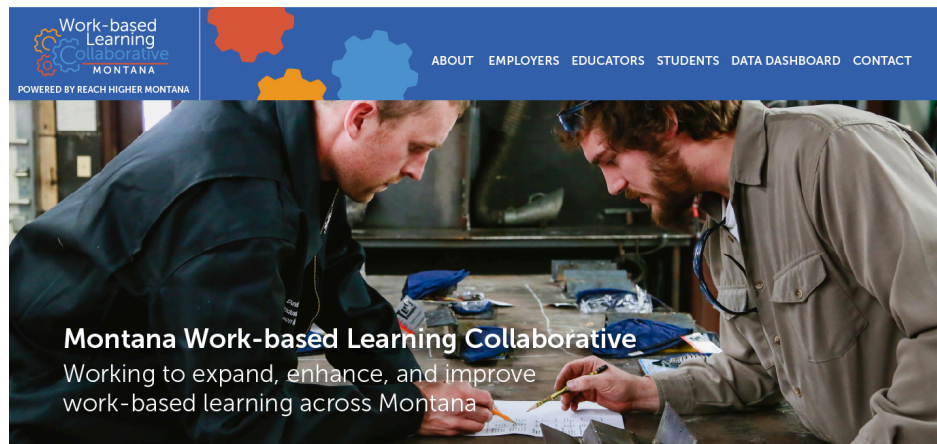 Work-based
Learning
Collaborative
MONTANA
POWERED BY REACH HIGHER MONTANA
ABOUT EMPLOYERS EDUCATORS STUDENTS DATA DASHBOARD CONTACT
Montana Work-based Learning Collaborative
Working to expand, enhance, and improve
work-based learning across Montana